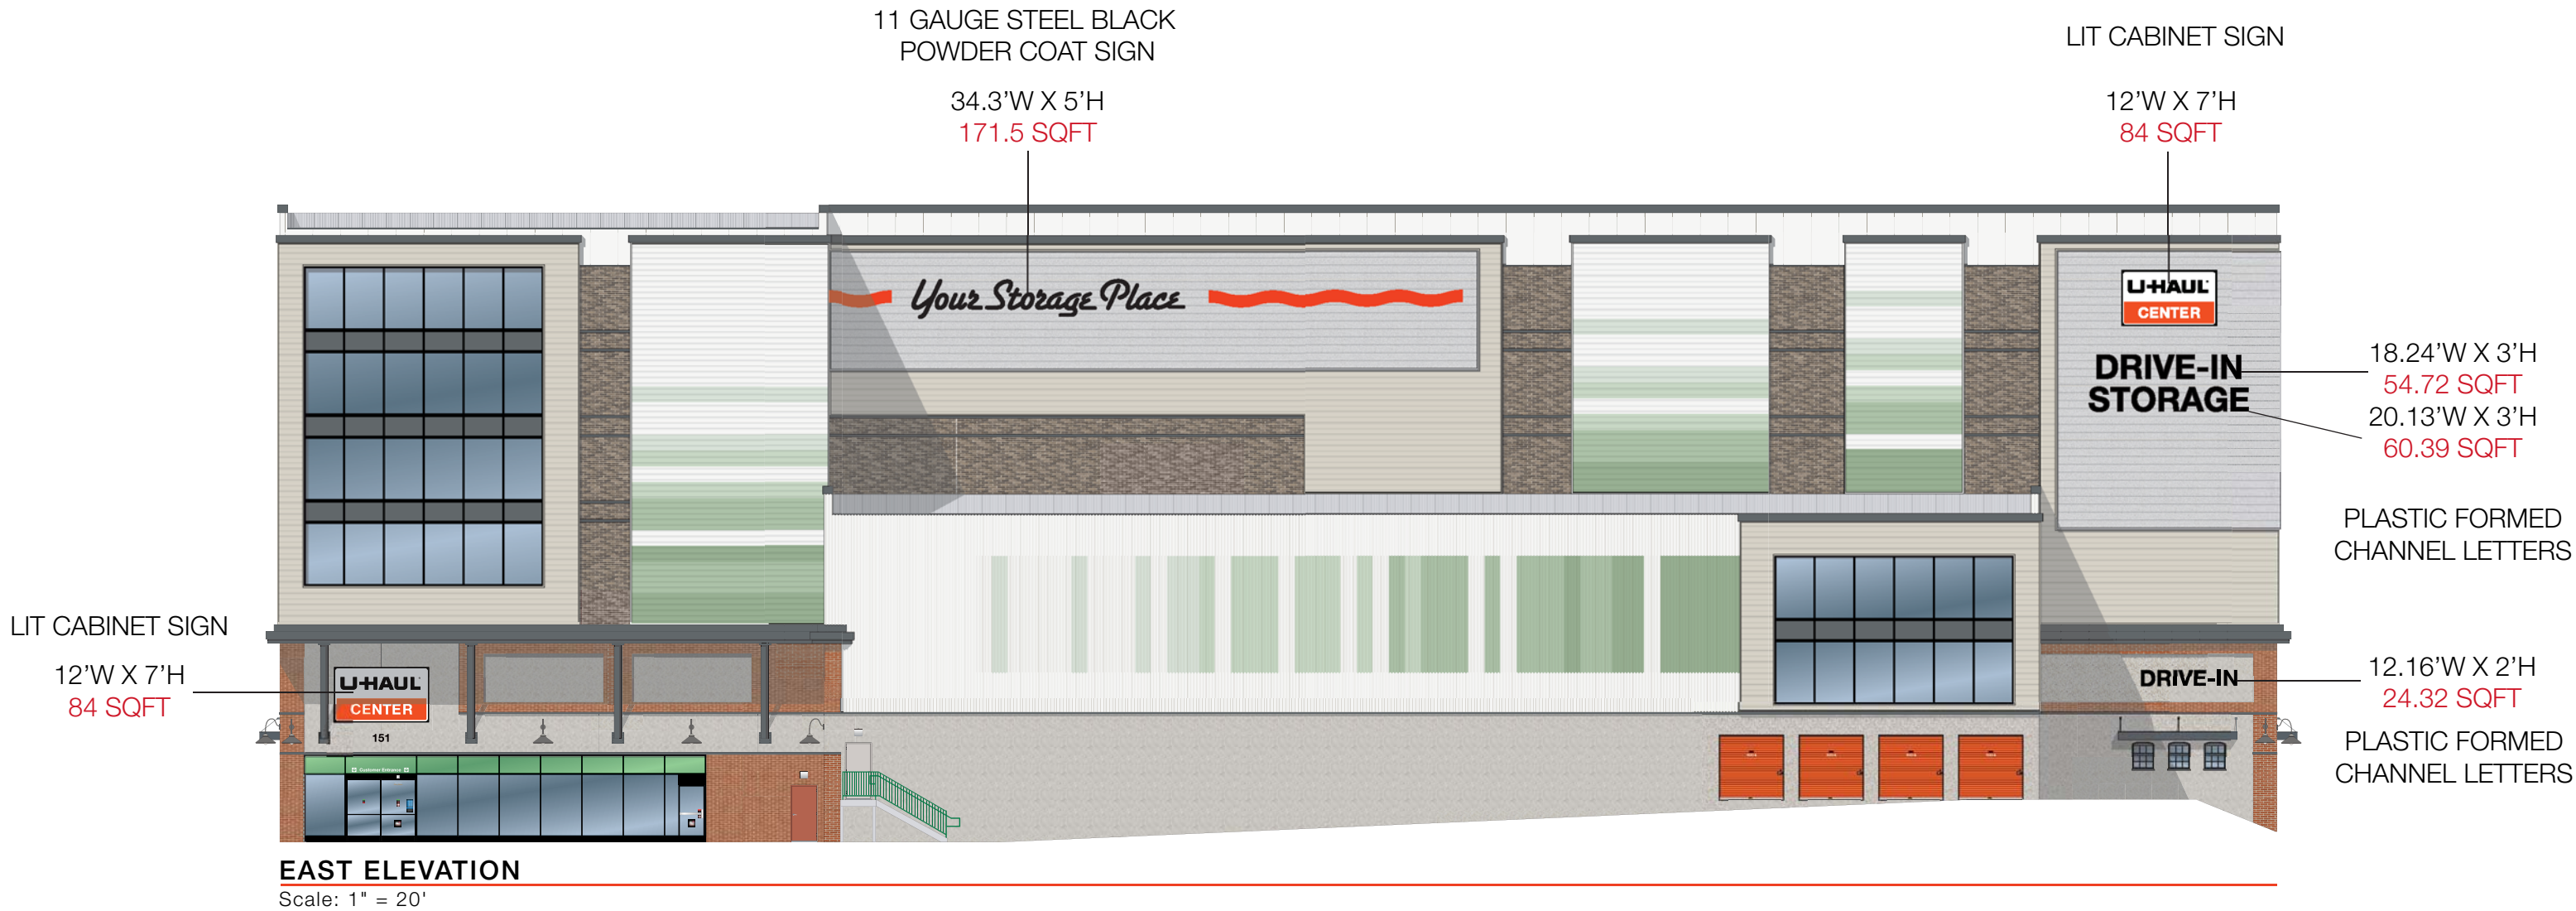 11 GAUGE STEEL BLACK
POWDER COAT SIGN
34.3'W X 5'H
171.5 SQFT
LIT CABINET SIGN
12'W X 7'H
84 SQFT
Your Storage Place
U-HAUL
CENTER
DRIVE-IN
STORAGE
18.24'W X 3'H
54.72 SQFT
20.13'W X 3'H
60.39 SQFT
PLASTIC FORMED
CHANNEL LETTERS
LIT CABINET SIGN
12'W X 7'H
84 SQFT
U-HAUL
CENTER
151
Customer Entrance
DRIVE-IN
12.16'W X 2'H
24.32 SQFT
PLASTIC FORMED
CHANNEL LETTERS
EAST ELEVATION
Scale: 1" = 20'